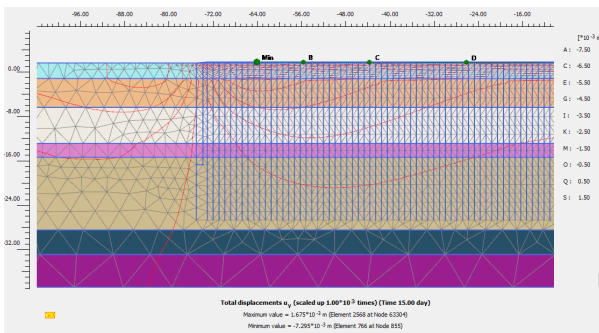 -96.00 -88.00 -80.00 -72.00 -64.00 -56.00 -48.00 -40.00 -32.00 -24.00 -16.00
[*10⁻³ m
A : -7.50
C : -6.50
E : -5.50
G : -4.50
I : -3.50
K : -2.50
M : -1.50
O : -0.50
Q : 0.50
S : 1.50
Min B C D
0.00
-8.00
-16.00
-24.00
-32.00
Total displacements uᵧ (scaled up 1.00*10³ times) (Time 15.00 day)
Maximum value = 1.675*10⁻³ m (Element 2568 at Node 63304)
Minimum value = -7.295*10⁻³ m (Element 766 at Node 855)